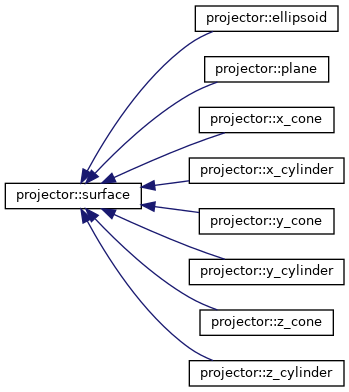 projector::ellipsoid
projector::plane
projector::x_cone
projector::x_cylinder
projector::surface
projector::y_cone
projector::y_cylinder
projector::z_cone
projector::z_cylinder